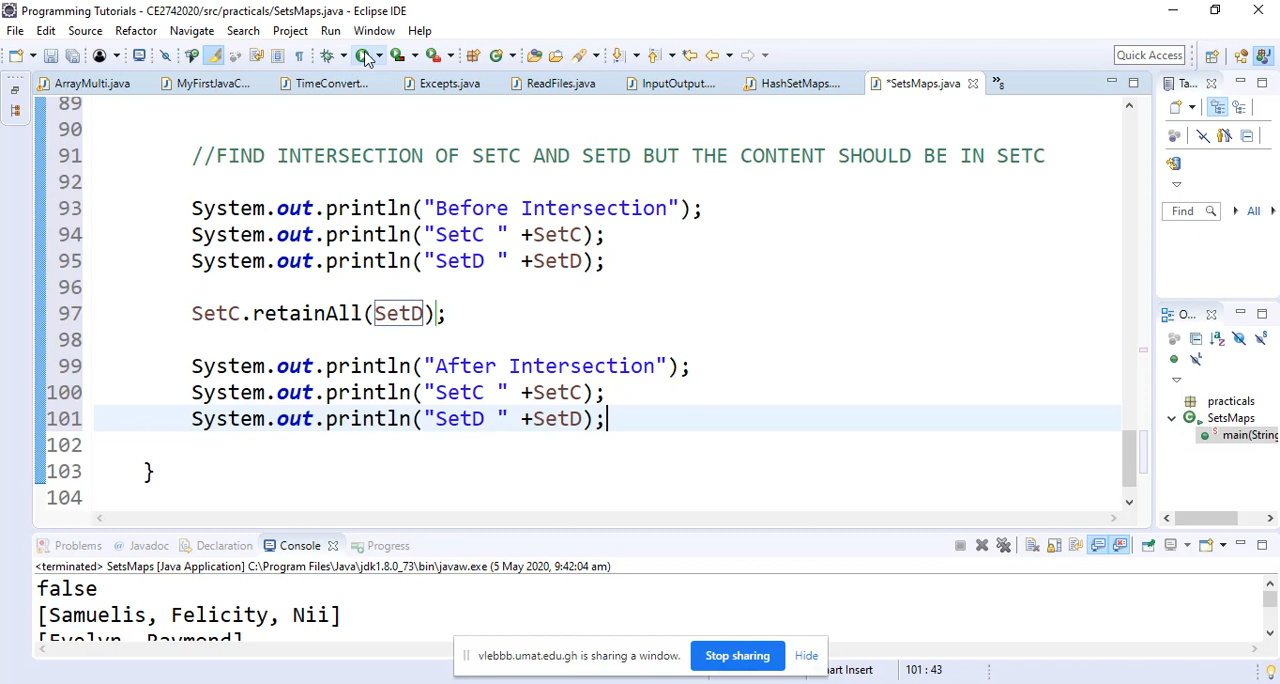 Programming Tutorials - CE2742020/src/practicals/SetsMaps.java - Eclipse IDE
File Edit Source Refactor Navigate Search Project Run Window Help
Quick Access
ArrayMulti.java MyFirstJavaC... TimeConvert... Excepts.java ReadFiles.java InputOutput.... HashSetMaps.... *SetsMaps.java »8 Ta...
89
90
91 //FIND INTERSECTION OF SETC AND SETD BUT THE CONTENT SHOULD BE IN SETC
92
93 System.out.println("Before Intersection");
94 System.out.println("SetC " +SetC);
95 System.out.println("SetD " +SetD);
96
97 SetC.retainAll(SetD);
98
99 System.out.println("After Intersection");
100 System.out.println("SetC " +SetC);
101 System.out.println("SetD " +SetD);
102
103 }
104
Find All
O...
practicals
SetsMaps
main(String
Problems @ Javadoc Declaration Console Progress
<terminated> SetsMaps [Java Application] C:\Program Files\Java\jdk1.8.0_73\bin\javaw.exe (5 May 2020, 9:42:04 am)
false
[Samuelis, Felicity, Nii]
[Evelyn, Raymond]
vlebbb.umat.edu.gh is sharing a window. Stop sharing Hide
art Insert 101 : 43